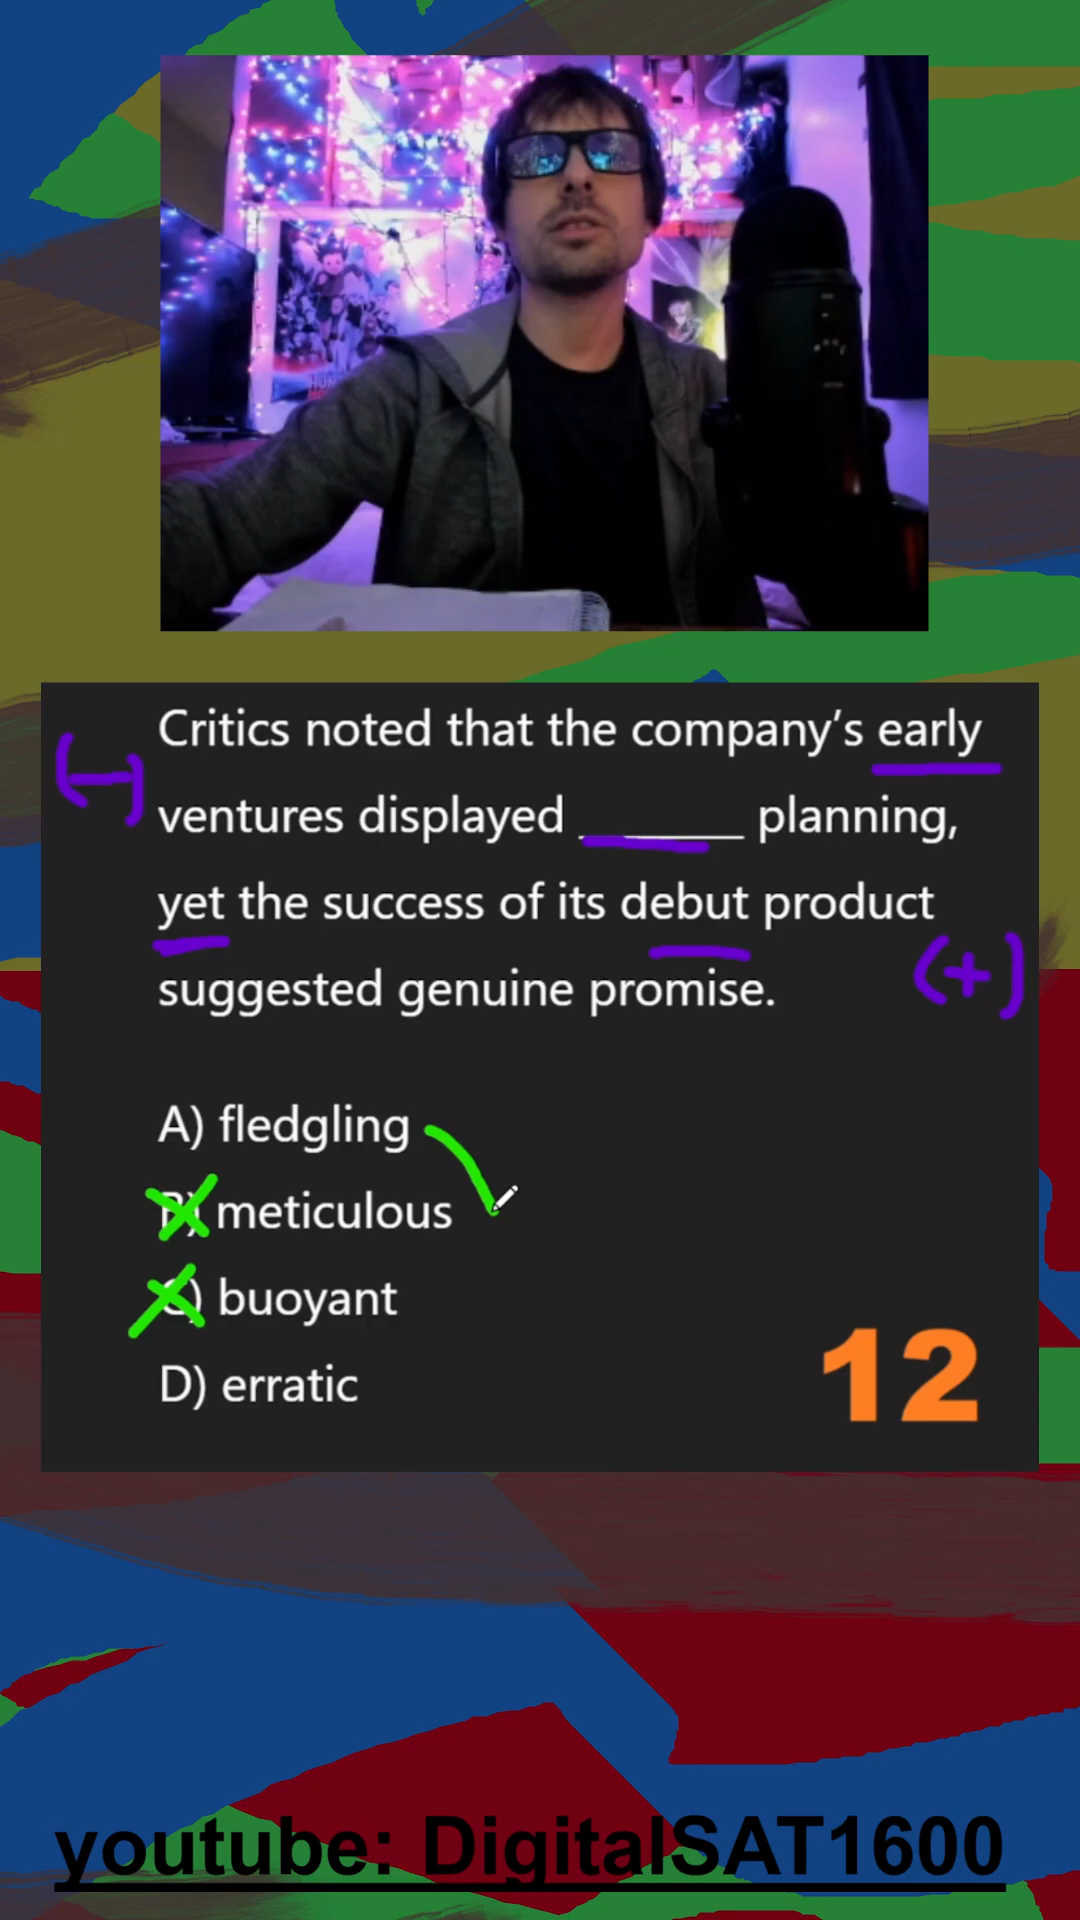 Critics noted that the company's early
(-)
ventures displayed ______ planning,
yet the success of its debut product
(+)
suggested genuine promise.
A) fledgling
B) meticulous
C) buoyant
D) erratic
12
youtube: DigitalSAT1600